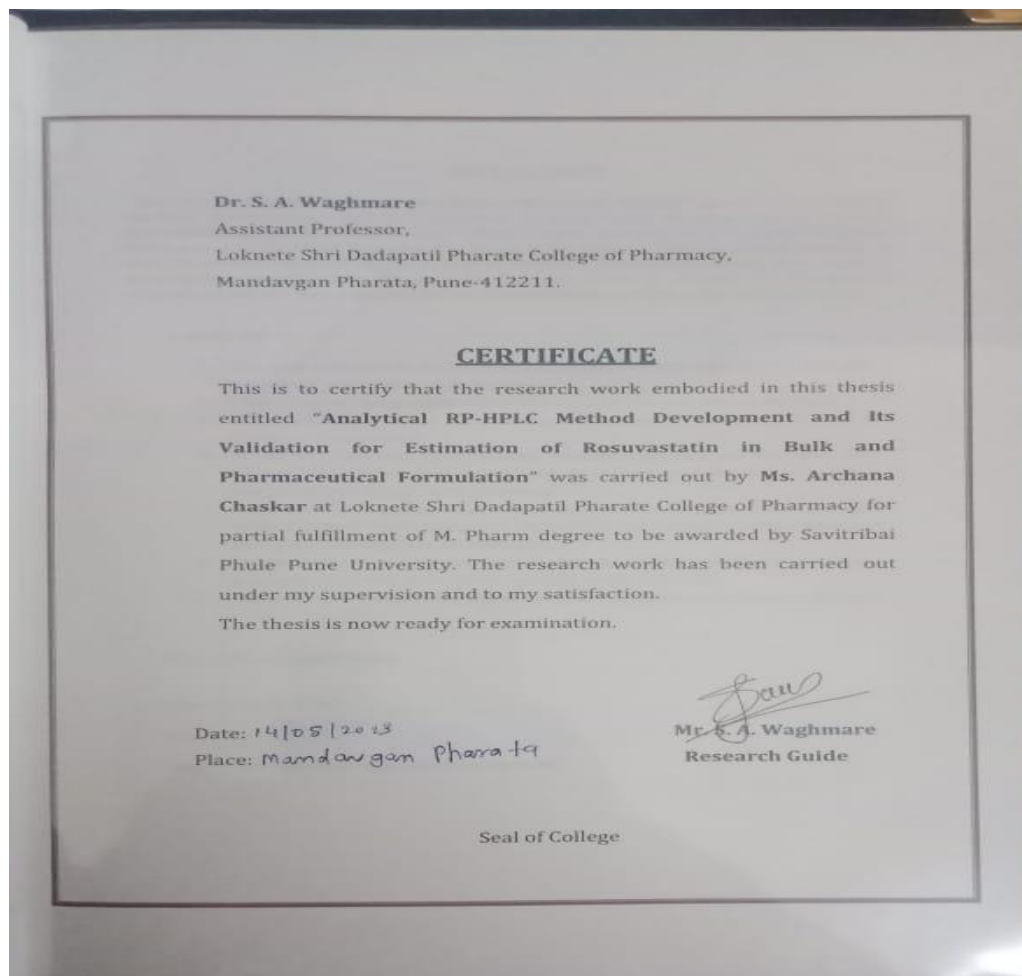 Dr. S. A. Waghmare
Assistant Professor,
Loknete Shri Dadapatil Pharate College of Pharmacy,
Mandavgan Pharata, Pune-412211.
CERTIFICATE
This is to certify that the research work embodied in this thesis
entitled "Analytical RP-HPLC Method Development and Its
Validation for Estimation of Rosuvastatin in Bulk and
Pharmaceutical Formulation" was carried out by Ms. Archana
Chaskar at Loknete Shri Dadapatil Pharate College of Pharmacy for
partial fulfillment of M. Pharm degree to be awarded by Savitribai
Phule Pune University. The research work has been carried out
under my supervision and to my satisfaction.
The thesis is now ready for examination.
Date: 14/05/2023
Place: Mandavgan Pharata
Mr. S. A. Waghmare
Research Guide
Seal of College